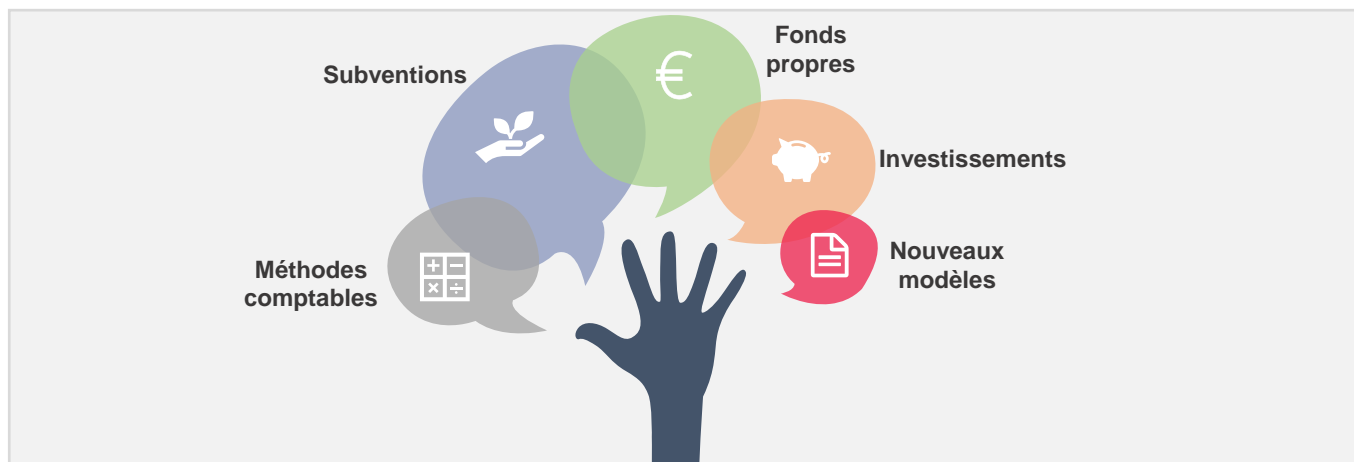 Subventions
Fonds
propres
€
Investissements
Méthodes
comptables
Nouveaux
modèles